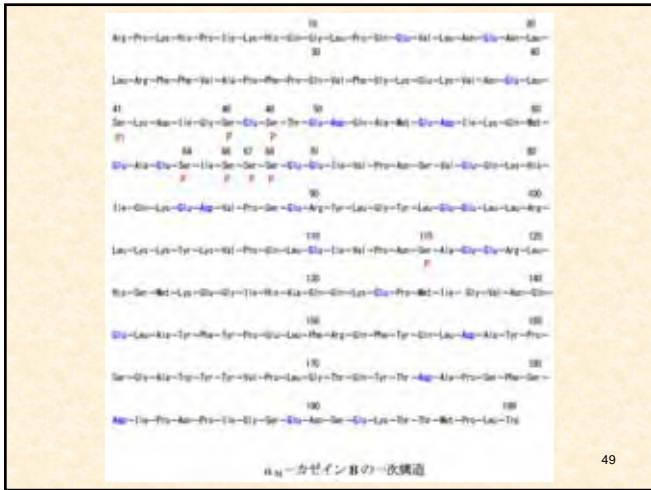 10 20
Arg-Pro-Lys-His-Pro-Ile-Lys-His-Gln-Gly-Leu-Pro-Gln-Glu-Val-Leu-Asn-Glu-Asn-Leu-
30 40
Leu-Arg-Phe-Phe-Val-Ala-Pro-Phe-Pro-Gln-Val-Phe-Gly-Lys-Glu-Lys-Val-Asn-Glu-Leu-
41 46 48 50 60
Ser-Lys-Asp-Ile-Gly-Ser-Glu-Ser-Thr-Glu-Asp-Gln-Ala-Met-Glu-Asp-Ile-Lys-Gln-Met-
P P
64 66 67 68 70 80
Glu-Ala-Glu-Ser-Ile-Ser-Ser-Ser-Glu-Glu-Ile-Val-Pro-Asn-Ser-Val-Glu-Gln-Lys-His-
P P P P
90 100
Ile-Gln-Lys-Glu-Asp-Val-Pro-Ser-Glu-Arg-Tyr-Leu-Gly-Tyr-Leu-Glu-Glu-Leu-Leu-Arg-
110 115 120
Leu-Lys-Lys-Tyr-Lys-Val-Pro-Gln-Leu-Glu-Ile-Val-Pro-Asn-Ser-Ala-Glu-Glu-Arg-Leu-
P
140
His-Ser-Met-Lys-Glu-Gly-Ile-His-Ala-Gln-Gln-Lys-Glu-Pro-Met-Ile-Gly-Val-Asn-Gln-
150 160
Glu-Leu-Ala-Tyr-Phe-Tyr-Pro-Glu-Leu-Phe-Arg-Gln-Phe-Tyr-Gln-Leu-Asp-Ala-Tyr-Pro-
170 180
Ser-Gly-Ala-Trp-Tyr-Tyr-Val-Pro-Leu-Gly-Thr-Gln-Tyr-Thr-Asp-Ala-Pro-Ser-Phe-Ser-
190 199
Asp-Ile-Pro-Asn-Pro-Ile-Gly-Ser-Glu-Asn-Ser-Glu-Lys-Thr-Thr-Met-Pro-Leu-Trp
αs1-カゼインBの一次構造
49